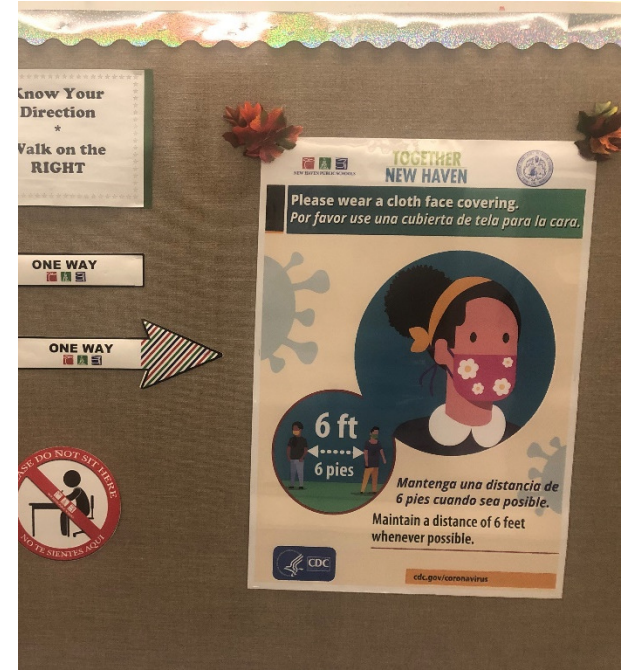 Know Your
Direction
*
Walk on the
RIGHT
ONE WAY
ONE WAY
PLEASE DO NOT SIT HERE
NO TE SIENTES AQUI
NEW HAVEN PUBLIC SCHOOLS
TOGETHER
NEW HAVEN
Please wear a cloth face covering.
Por favor use una cubierta de tela para la cara.
6 ft
6 pies
Mantenga una distancia de
6 pies cuando sea posible.
Maintain a distance of 6 feet
whenever possible.
CDC
cdc.gov/coronavirus